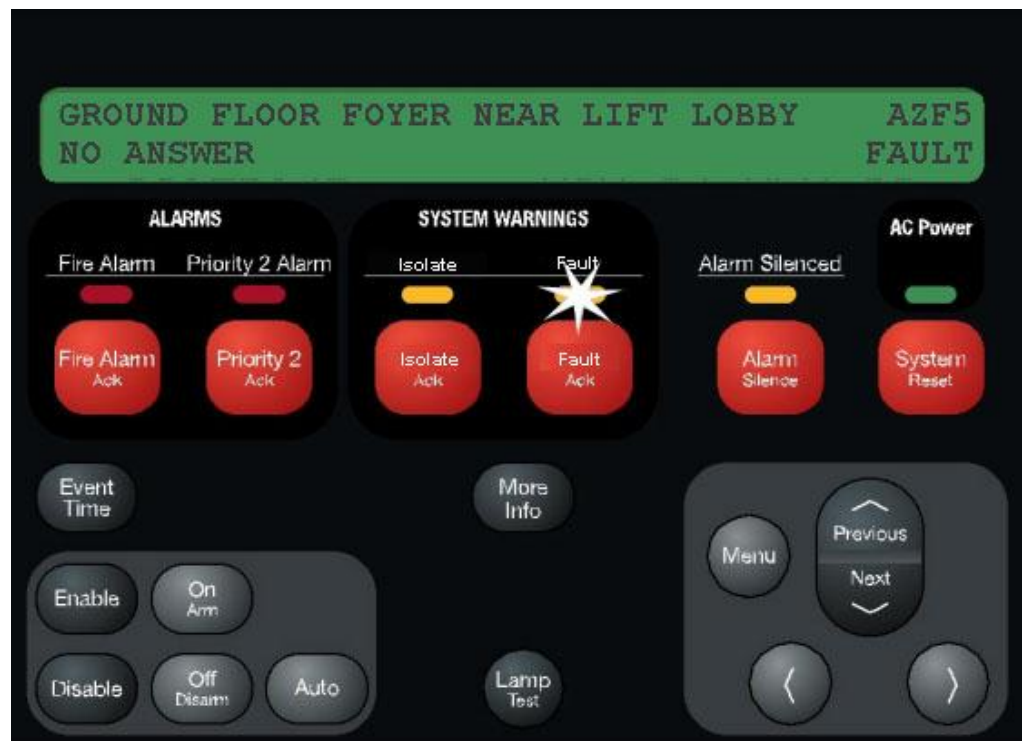 GROUND FLOOR FOYER NEAR LIFT LOBBY AZF5
NO ANSWER FAULT
ALARMS
SYSTEM WARNINGS
AC Power
Fire Alarm
Priority 2 Alarm
Isolate
Fault
Alarm Silenced
Fire Alarm
Ack
Priority 2
Ack
Isolate
Ack
Fault
Ack
Alarm
Silence
System
Reset
Event
Time
More
Info
Menu
Previous
Next
Enable
On
Arm
Disable
Off
Disarm
Auto
Lamp
Test